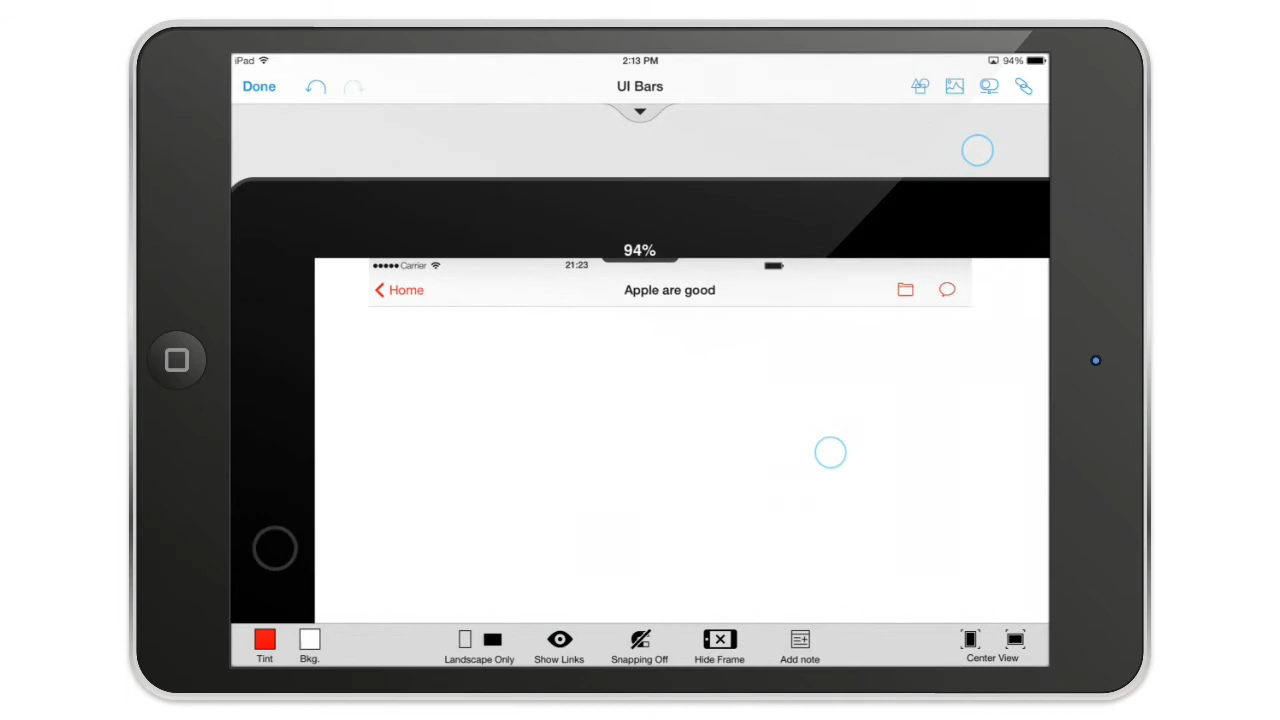 iPad 2:13 PM 94%
Done UI Bars
94%
Carrier 21:23
Home Apple are good
Tint Bkg. Landscape Only Show Links Snapping Off Hide Frame Add note Center View